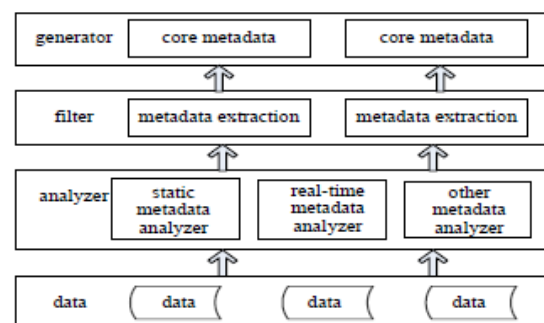 generator core metadata core metadata
filter metadata extraction metadata extraction
analyzer
static
metadata
analyzer
real-time
metadata
analyzer
other
metadata
analyzer
data data data data